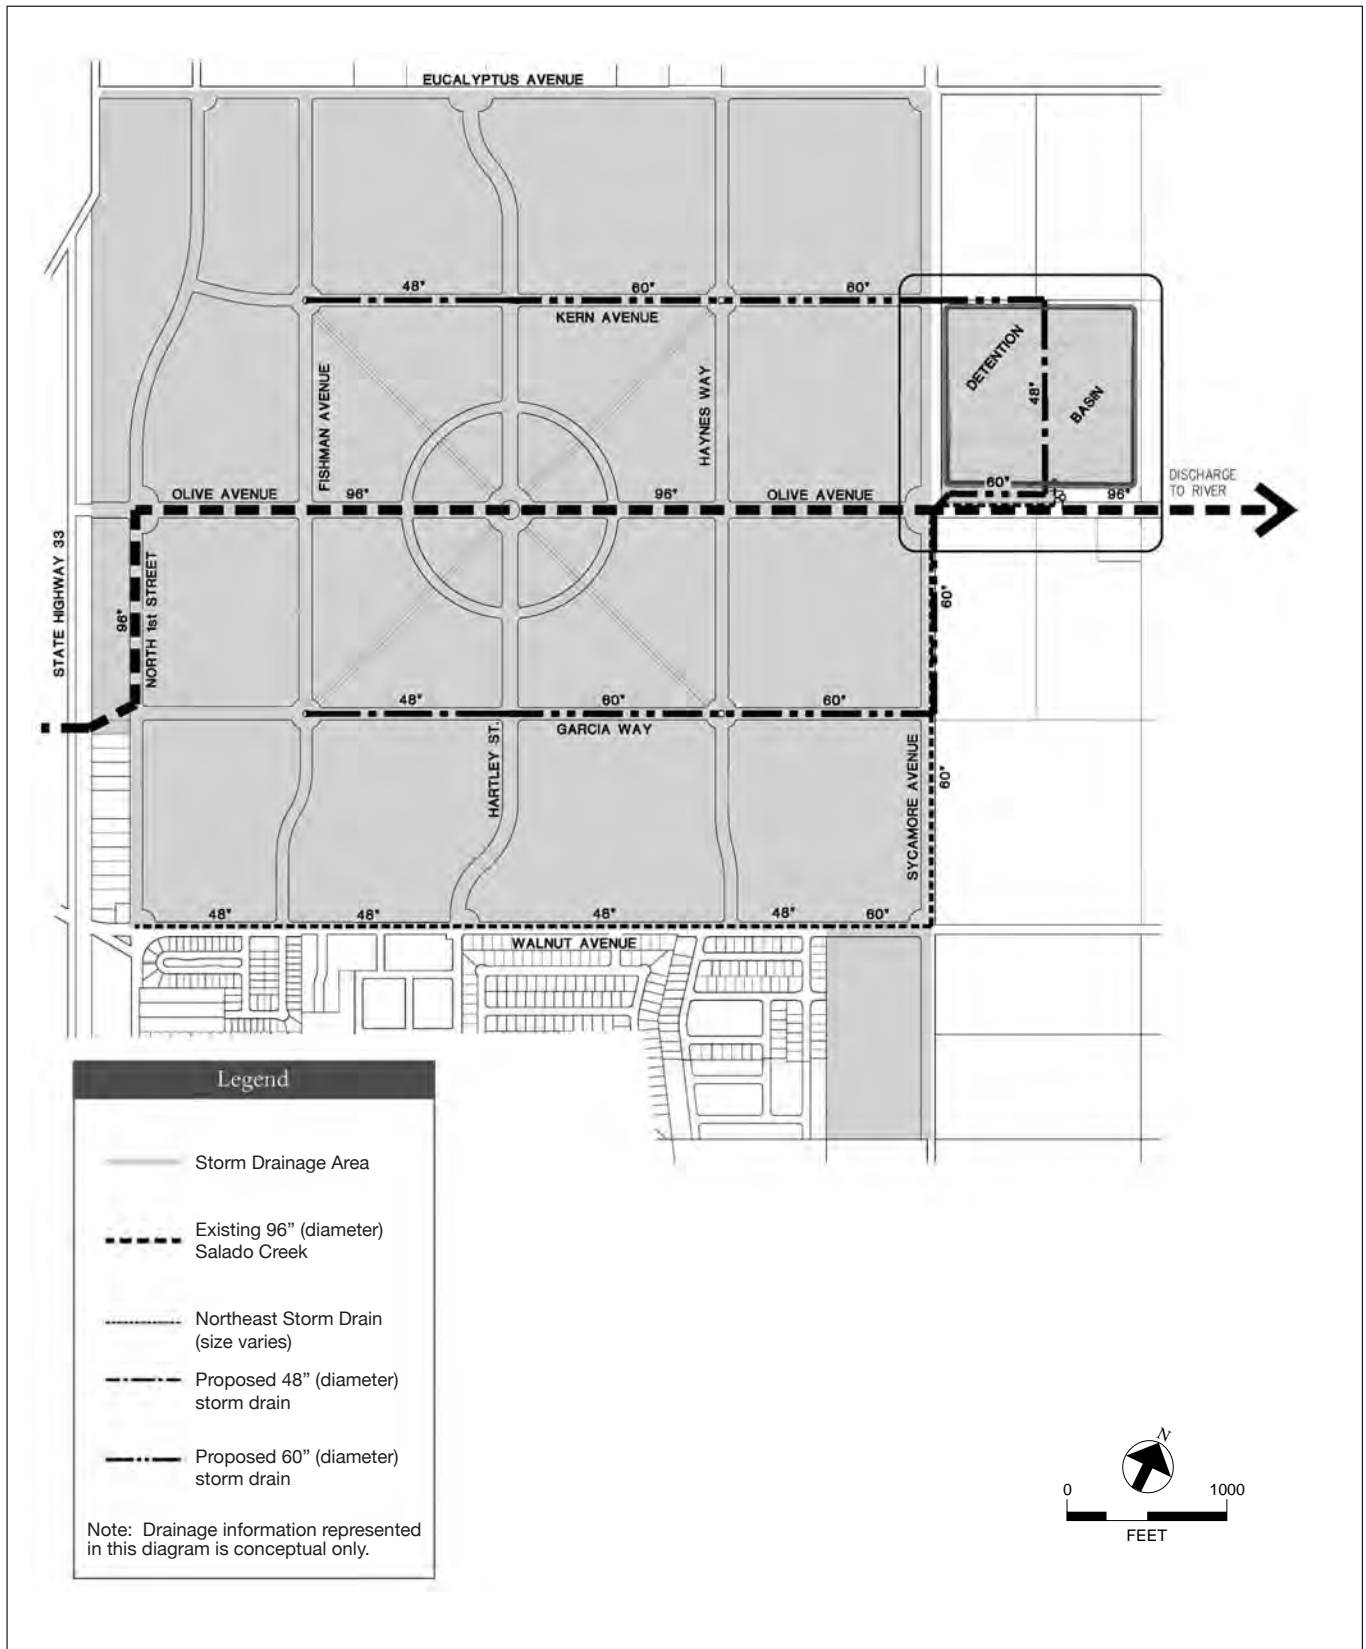 EUCALYPTUS AVENUE
48"
60"
60"
KERN AVENUE
FISHMAN AVENUE
HAYNES WAY
DETENTION
48"
BASIN
OLIVE AVENUE
96"
96"
OLIVE AVENUE
60"
96"
DISCHARGE
TO RIVER
STATE HIGHWAY 33
96"
NORTH 1st STREET
60"
48"
60"
60"
GARCIA WAY
HARTLEY ST.
SYCAMORE AVENUE
60"
48"
48"
48"
48"
60"
WALNUT AVENUE
Legend
Storm Drainage Area
Existing 96” (diameter)
Salado Creek
Northeast Storm Drain
(size varies)
Proposed 48” (diameter)
storm drain
Proposed 60” (diameter)
storm drain
Note: Drainage information represented
in this diagram is conceptual only.
N
0 1000
FEET